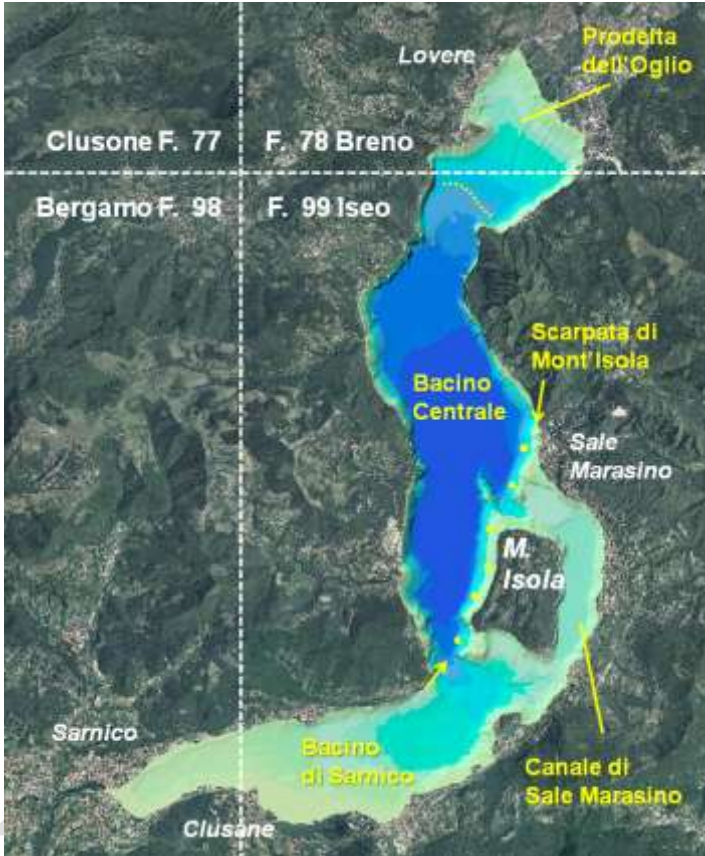 Lovere
Prodelta
dell'Oglio
Clusone F. 77
F. 78 Breno
Bergamo F. 98
F. 99 Iseo
Scarpata di
Mont'Isola
Bacino
Centrale
Sale
Marasino
M.
Isola
Sarnico
Bacino
di Sarnico
Canale di
Sale Marasino
Clusane